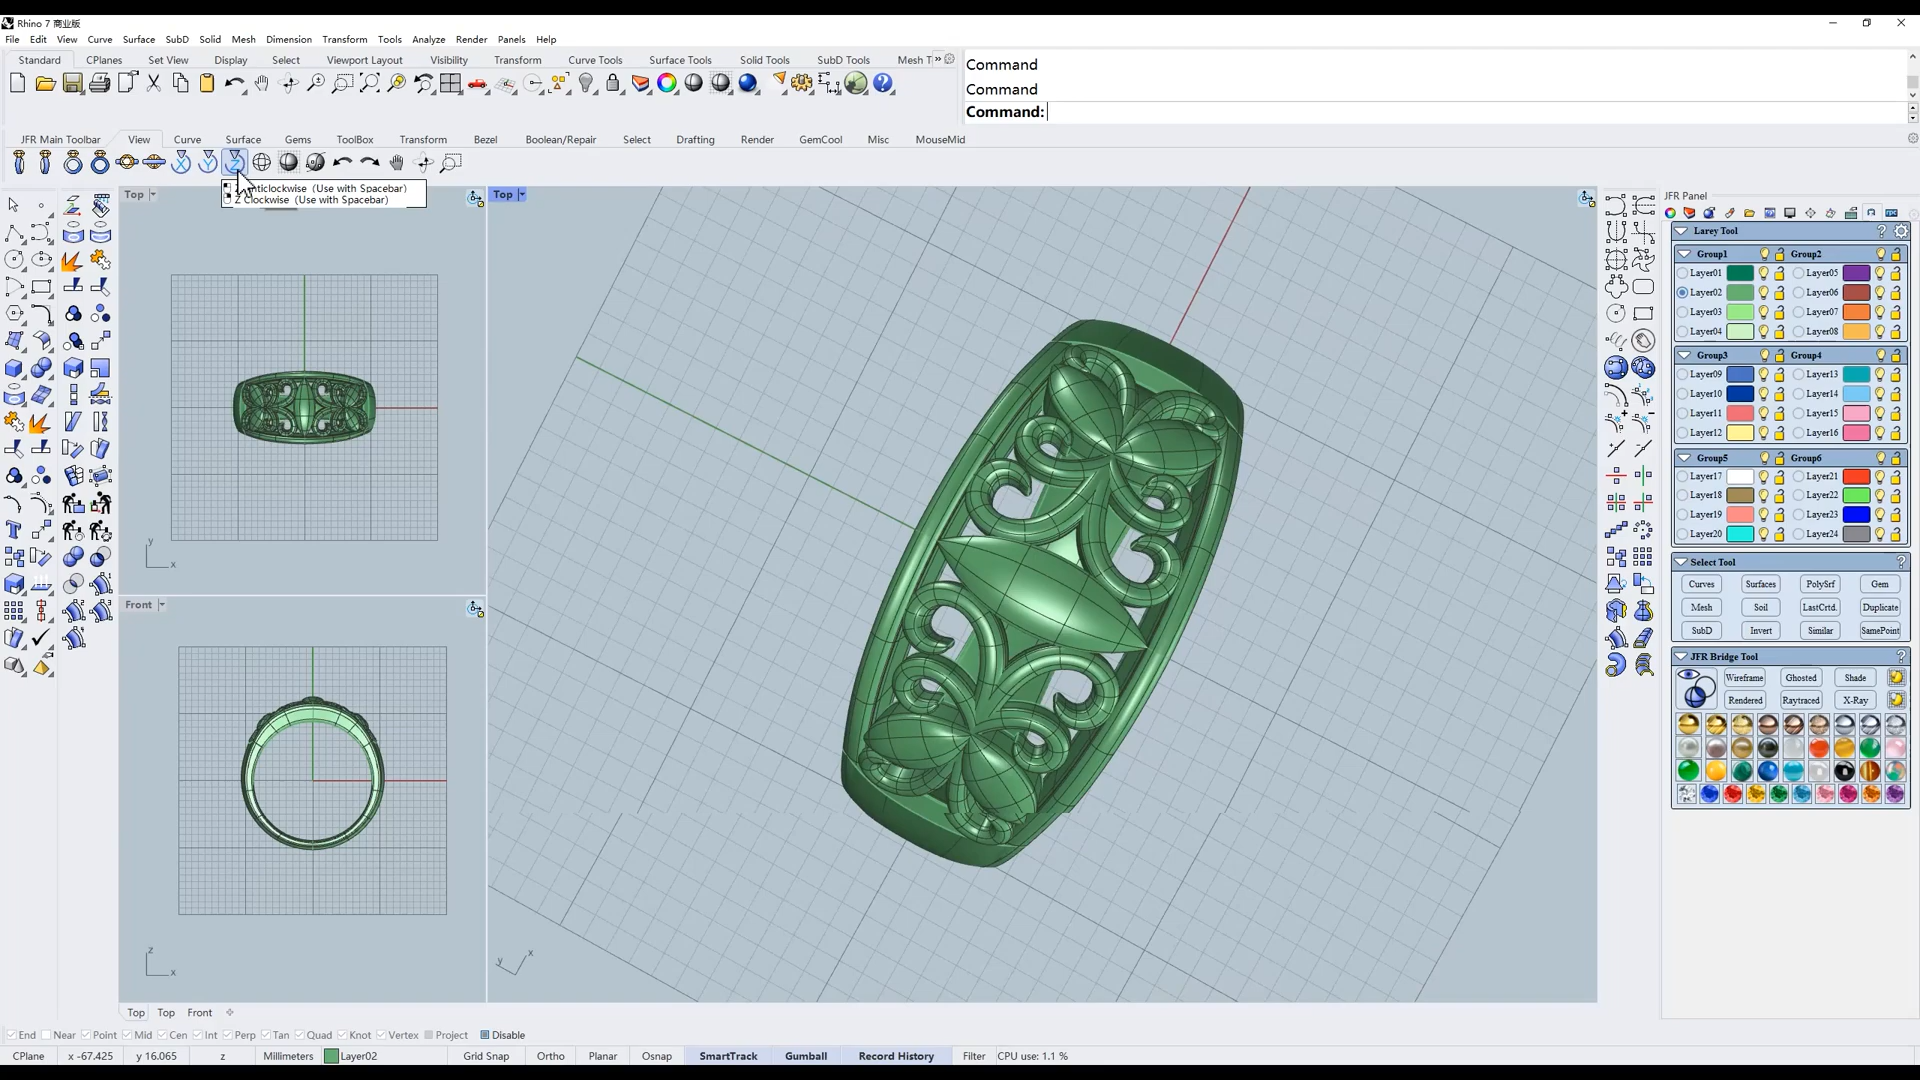 Rhino 7 商业版
File Edit View Curve Surface SubD Solid Mesh Dimension Transform Tools Analyze Render Panels Help
Standard CPlanes Set View Display Select Viewport Layout Visibility Transform Curve Tools Surface Tools Solid Tools SubD Tools Mesh T
Command
Command
Command:
JFR Main Toolbar View Curve Surface Gems ToolBox Transform Bezel Boolean/Repair Select Drafting Render GemCool Misc MouseMid
X Y Z
(Use with Spacebar)
Z Clockwise (Use with Spacebar)
Top
Top
y
x
Front
z
x
y
x
JFR Panel
Larey Tool
Group1 Group2
Layer01 Layer05
Layer02 Layer06
Layer03 Layer07
Layer04 Layer08
Group3 Group4
Layer09 Layer13
Layer10 Layer14
Layer11 Layer15
Layer12 Layer16
Group5 Group6
Layer17 Layer21
Layer18 Layer22
Layer19 Layer23
Layer20 Layer24
Select Tool
Curves Surfaces PolySrf Gem
Mesh Soil LastCrtd. Duplicate
SubD Invert Similar SamePoint
JFR Bridge Tool
Wireframe Ghosted Shade
Rendered Raytraced X-Ray
Top Top Front
End Near Point Mid Cen Int Perp Tan Quad Knot Vertex Project Disable
CPlane x -67.425 y 16.065 z Millimeters Layer02 Grid Snap Ortho Planar Osnap SmartTrack Gumball Record History Filter CPU use: 1.1 %